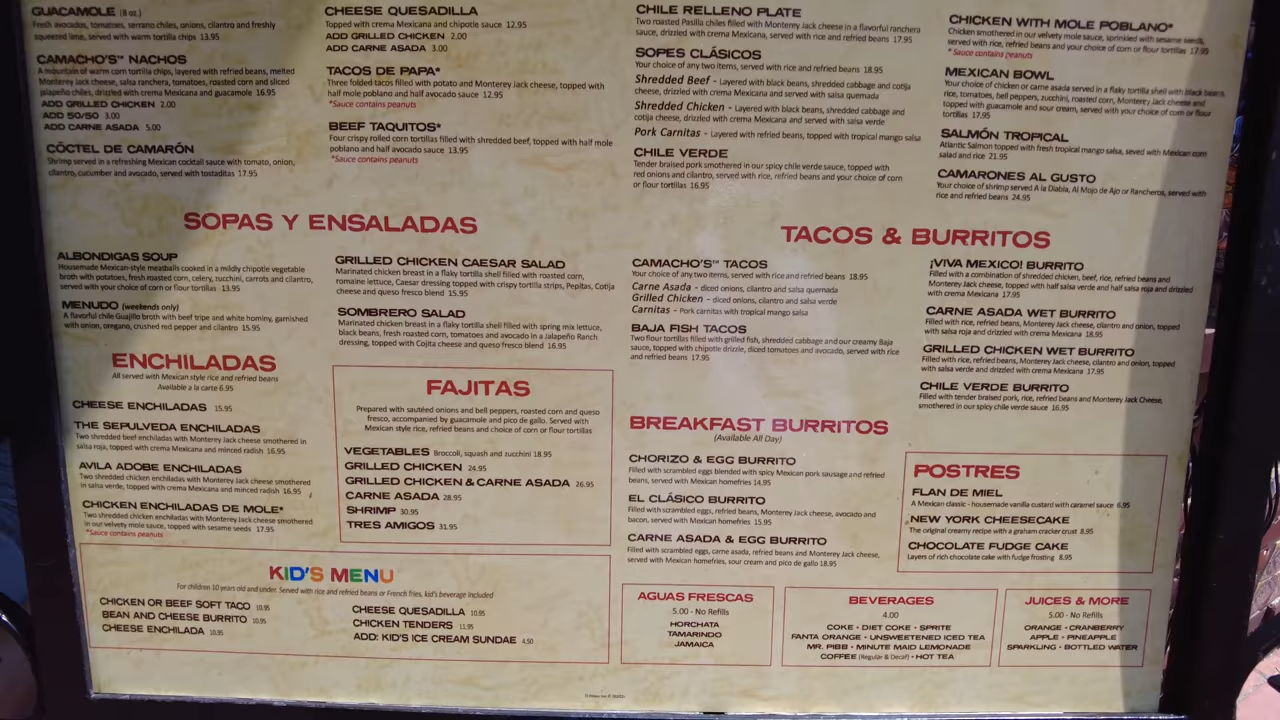 GUACAMOLE (8 oz.)
Fresh avocados, tomatoes, serrano chiles, onions, cilantro and freshly
squeezed lime, served with warm tortilla chips 13.95
CAMACHO'S™ NACHOS
A mountain of warm corn tortilla chips, layered with refried beans, melted
Monterey Jack cheese, salsa ranchera, tomatoes, roasted corn and sliced
jalapeño chiles, drizzled with crema Mexicana and guacamole 16.95
ADD GRILLED CHICKEN 2.00
ADD 50/50 3.00
ADD CARNE ASADA 5.00
CÓCTEL DE CAMARÓN
Shrimp served in a refreshing Mexican cocktail sauce with tomato, onion,
cilantro, cucumber and avocado, served with tostaditas 17.95
CHEESE QUESADILLA
Topped with crema Mexicana and chipotle sauce 12.95
ADD GRILLED CHICKEN 2.00
ADD CARNE ASADA 3.00
TACOS DE PAPA*
Three folded tacos filled with potato and Monterey Jack cheese, topped with
half mole poblano and half avocado sauce 12.95
*Sauce contains peanuts
BEEF TAQUITOS*
Four crispy rolled corn tortillas filled with shredded beef, topped with half mole
poblano and half avocado sauce 13.95
*Sauce contains peanuts
CHILE RELLENO PLATE
Two roasted Pasilla chiles filled with Monterey Jack cheese in a flavorful ranchera
sauce, drizzled with crema Mexicana, served with rice and refried beans 17.95
SOPES CLÁSICOS
Your choice of any two items, served with rice and refried beans 18.95
Shredded Beef - Layered with black beans, shredded cabbage and cotija
cheese, drizzled with crema Mexicana and served with salsa quemada
Shredded Chicken - Layered with black beans, shredded cabbage and
cotija cheese, drizzled with crema Mexicana and served with salsa verde
Pork Carnitas - Layered with refried beans, topped with tropical mango salsa
CHILE VERDE
Tender braised pork smothered in our spicy chile verde sauce, topped with
red onions and cilantro, served with rice, refried beans and your choice of corn
or flour tortillas 16.95
CHICKEN WITH MOLE POBLANO*
Chicken smothered in our velvety mole sauce, sprinkled with sesame seeds,
served with rice, refried beans and your choice of corn or flour tortillas 17.95
*Sauce contains peanuts
MEXICAN BOWL
Your choice of chicken or carne asada served in a flaky tortilla shell with black beans,
rice, tomatoes, bell peppers, zucchini, roasted corn, Monterey Jack cheese and
topped with guacamole and sour cream, served with your choice of corn or flour
tortillas 17.95
SALMÓN TROPICAL
Atlantic Salmon topped with fresh tropical mango salsa, seved with Mexican corn
salad and rice 21.95
CAMARONES AL GUSTO
Your choice of shrimp served A la Diabla, Al Mojo de Ajo or Rancheros, served with
rice and refried beans 24.95
SOPAS Y ENSALADAS
ALBONDIGAS SOUP
Housemade Mexican-style meatballs cooked in a mildly chipotle vegetable
broth with potatoes, fresh roasted corn, celery, zucchini, carrots and cilantro,
served with your choice of corn or flour tortillas 13.95
MENUDO (weekends only)
A flavorful chile Guajillo broth with beef tripe and white hominy, garnished
with onion, oregano, crushed red pepper and cilantro 15.95
GRILLED CHICKEN CAESAR SALAD
Marinated chicken breast in a flaky tortilla shell filled with roasted corn,
romaine lettuce, Caesar dressing topped with crispy tortilla strips, Pepitas, Cotija
cheese and queso fresco blend 15.95
SOMBRERO SALAD
Marinated chicken breast in a flaky tortilla shell filled with spring mix lettuce,
black beans, fresh roasted corn, tomatoes and avocado in a Jalapeño Ranch
dressing, topped with Cojita cheese and queso fresco blend 16.95
ENCHILADAS
All served with Mexican style rice and refried beans
Available a la carte 6.95
CHEESE ENCHILADAS 15.95
THE SEPULVEDA ENCHILADAS
Two shredded beef enchiladas with Monterey Jack cheese smothered in
salsa roja, topped with crema Mexicana and minced radish 16.95
AVILA ADOBE ENCHILADAS
Two shredded chicken enchiladas with Monterey Jack cheese smothered
in salsa verde, topped with crema Mexicana and minced radish 16.95
CHICKEN ENCHILADAS DE MOLE*
Two shredded chicken enchiladas with Monterey Jack cheese smothered
in our velvety mole sauce, topped with sesame seeds 17.95
*Sauce contains peanuts
FAJITAS
Prepared with sautéed onions and bell peppers, roasted corn and queso
fresco, accompanied by guacamole and pico de gallo. Served with
Mexican style rice, refried beans and choice of corn or flour tortillas
VEGETABLES Broccoli, squash and zucchini 18.95
GRILLED CHICKEN 24.95
GRILLED CHICKEN & CARNE ASADA 26.95
CARNE ASADA 28.95
SHRIMP 30.95
TRES AMIGOS 31.95
KID'S MENU
For children 10 years old and under. Served with rice and refried beans or French fries, kid's beverage included
CHICKEN OR BEEF SOFT TACO 10.95
BEAN AND CHEESE BURRITO 10.95
CHEESE ENCHILADA 10.95
CHEESE QUESADILLA 10.95
CHICKEN TENDERS 11.95
ADD: KID'S ICE CREAM SUNDAE 4.50
TACOS & BURRITOS
CAMACHO'S™ TACOS
Your choice of any two items, served with rice and refried beans 18.95
Carne Asada - diced onions, cilantro and salsa quemada
Grilled Chicken - diced onions, cilantro and salsa verde
Carnitas - Pork carnitas with tropical mango salsa
BAJA FISH TACOS
Two flour tortillas filled with grilled fish, shredded cabbage and our creamy Baja
sauce, topped with chipotle drizzle, diced tomatoes and avocado, served with rice
and refried beans 17.95
¡VIVA MEXICO! BURRITO
Filled with a combination of shredded chicken, beef, rice, refried beans and
Monterey Jack cheese, topped with half salsa verde and half salsa roja and drizzled
with crema Mexicana 17.95
CARNE ASADA WET BURRITO
Filled with rice, refried beans, Monterey Jack cheese, cilantro and onion, topped
with salsa roja and drizzled with crema Mexicana 18.95
GRILLED CHICKEN WET BURRITO
Filled with rice, refried beans, Monterey Jack cheese, cilantro and onion, topped
with salsa verde and drizzled with crema Mexicana 17.95
CHILE VERDE BURRITO
Filled with tender braised pork, rice, refried beans and Monterey Jack Cheese,
smothered in our spicy chile verde sauce 16.95
BREAKFAST BURRITOS
(Available All Day)
CHORIZO & EGG BURRITO
Filled with scrambled eggs blended with spicy Mexican pork sausage and refried
beans, served with Mexican homefries 14.95
EL CLÁSICO BURRITO
Filled with scrambled eggs, refried beans, Monterey Jack cheese, avocado and
bacon, served with Mexican homefries 15.95
CARNE ASADA & EGG BURRITO
Filled with scrambled eggs, carne asada, refried beans and Monterey Jack cheese,
served with Mexican homefries, sour cream and pico de gallo 18.95
POSTRES
FLAN DE MIEL
A Mexican classic - housemade vanilla custard with caramel sauce 6.95
NEW YORK CHEESECAKE
The original creamy recipe with a graham cracker crust 8.95
CHOCOLATE FUDGE CAKE
Layers of rich chocolate cake with fudge frosting 8.95
AGUAS FRESCAS
5.00 - No Refills
HORCHATA
TAMARINDO
JAMAICA
BEVERAGES
4.00
COKE • DIET COKE • SPRITE
FANTA ORANGE • UNSWEETENED ICED TEA
MR. PIBB • MINUTE MAID LEMONADE
COFFEE (Regular & Decaf) • HOT TEA
JUICES & MORE
5.00 - No Refills
ORANGE • CRANBERRY
APPLE • PINEAPPLE
SPARKLING • BOTTLED WATER